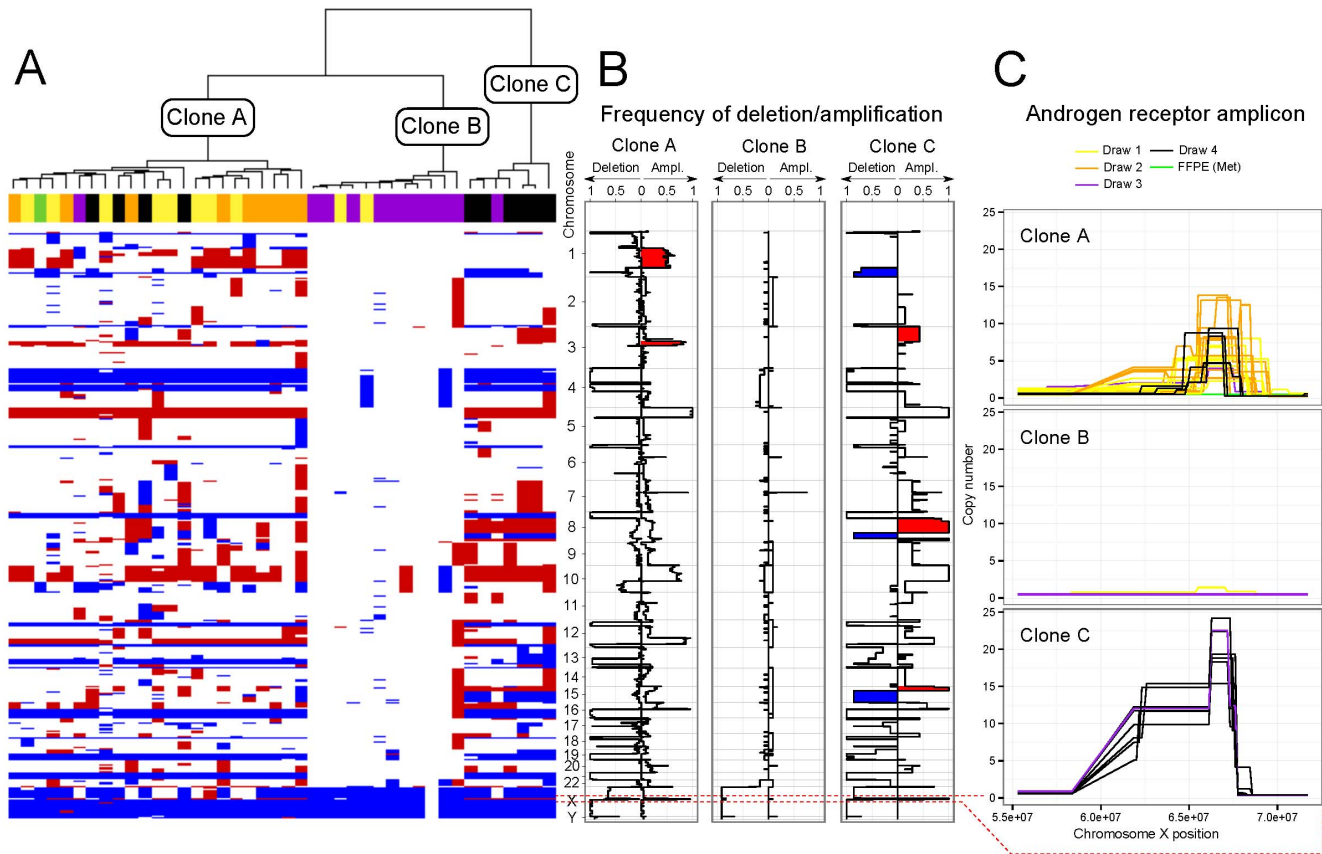 A
Clone A
Clone B
Clone C
B
Frequency of deletion/amplification
Clone A
Clone B
Clone C
Deletion
Ampl.
Deletion
Ampl.
Deletion
Ampl.
1 0.5 0 0.5 1
1 0.5 0 0.5 1
1 0.5 0 0.5 1
Chromosome
1
2
3
4
5
6
7
8
9
10
11
12
13
14
15
16
17
18
19
20
22
X
Y
C
Androgen receptor amplicon
Draw 1
Draw 4
Draw 2
FFPE (Met)
Draw 3
Clone A
25
20
15
10
5
0
Clone B
25
20
15
10
5
0
Clone C
25
20
15
10
5
0
Copy number
5.5e+07 6.0e+07 6.5e+07 7.0e+07
Chromosome X position